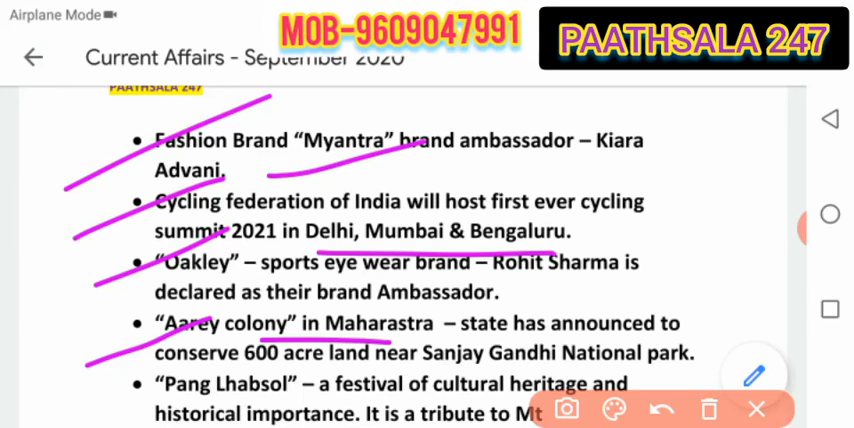 Airplane Mode
MOB-9609047991
PAATHSALA 247
Current Affairs - September 2020
PAATHSALA 247
• Fashion Brand “Myantra” brand ambassador – Kiara
Advani.
• Cycling federation of India will host first ever cycling
summit 2021 in Delhi, Mumbai & Bengaluru.
• “Oakley” – sports eye wear brand – Rohit Sharma is
declared as their brand Ambassador.
• “Aarey colony” in Maharastra – state has announced to
conserve 600 acre land near Sanjay Gandhi National park.
• “Pang Lhabsol” – a festival of cultural heritage and
historical importance. It is a tribute to Mt